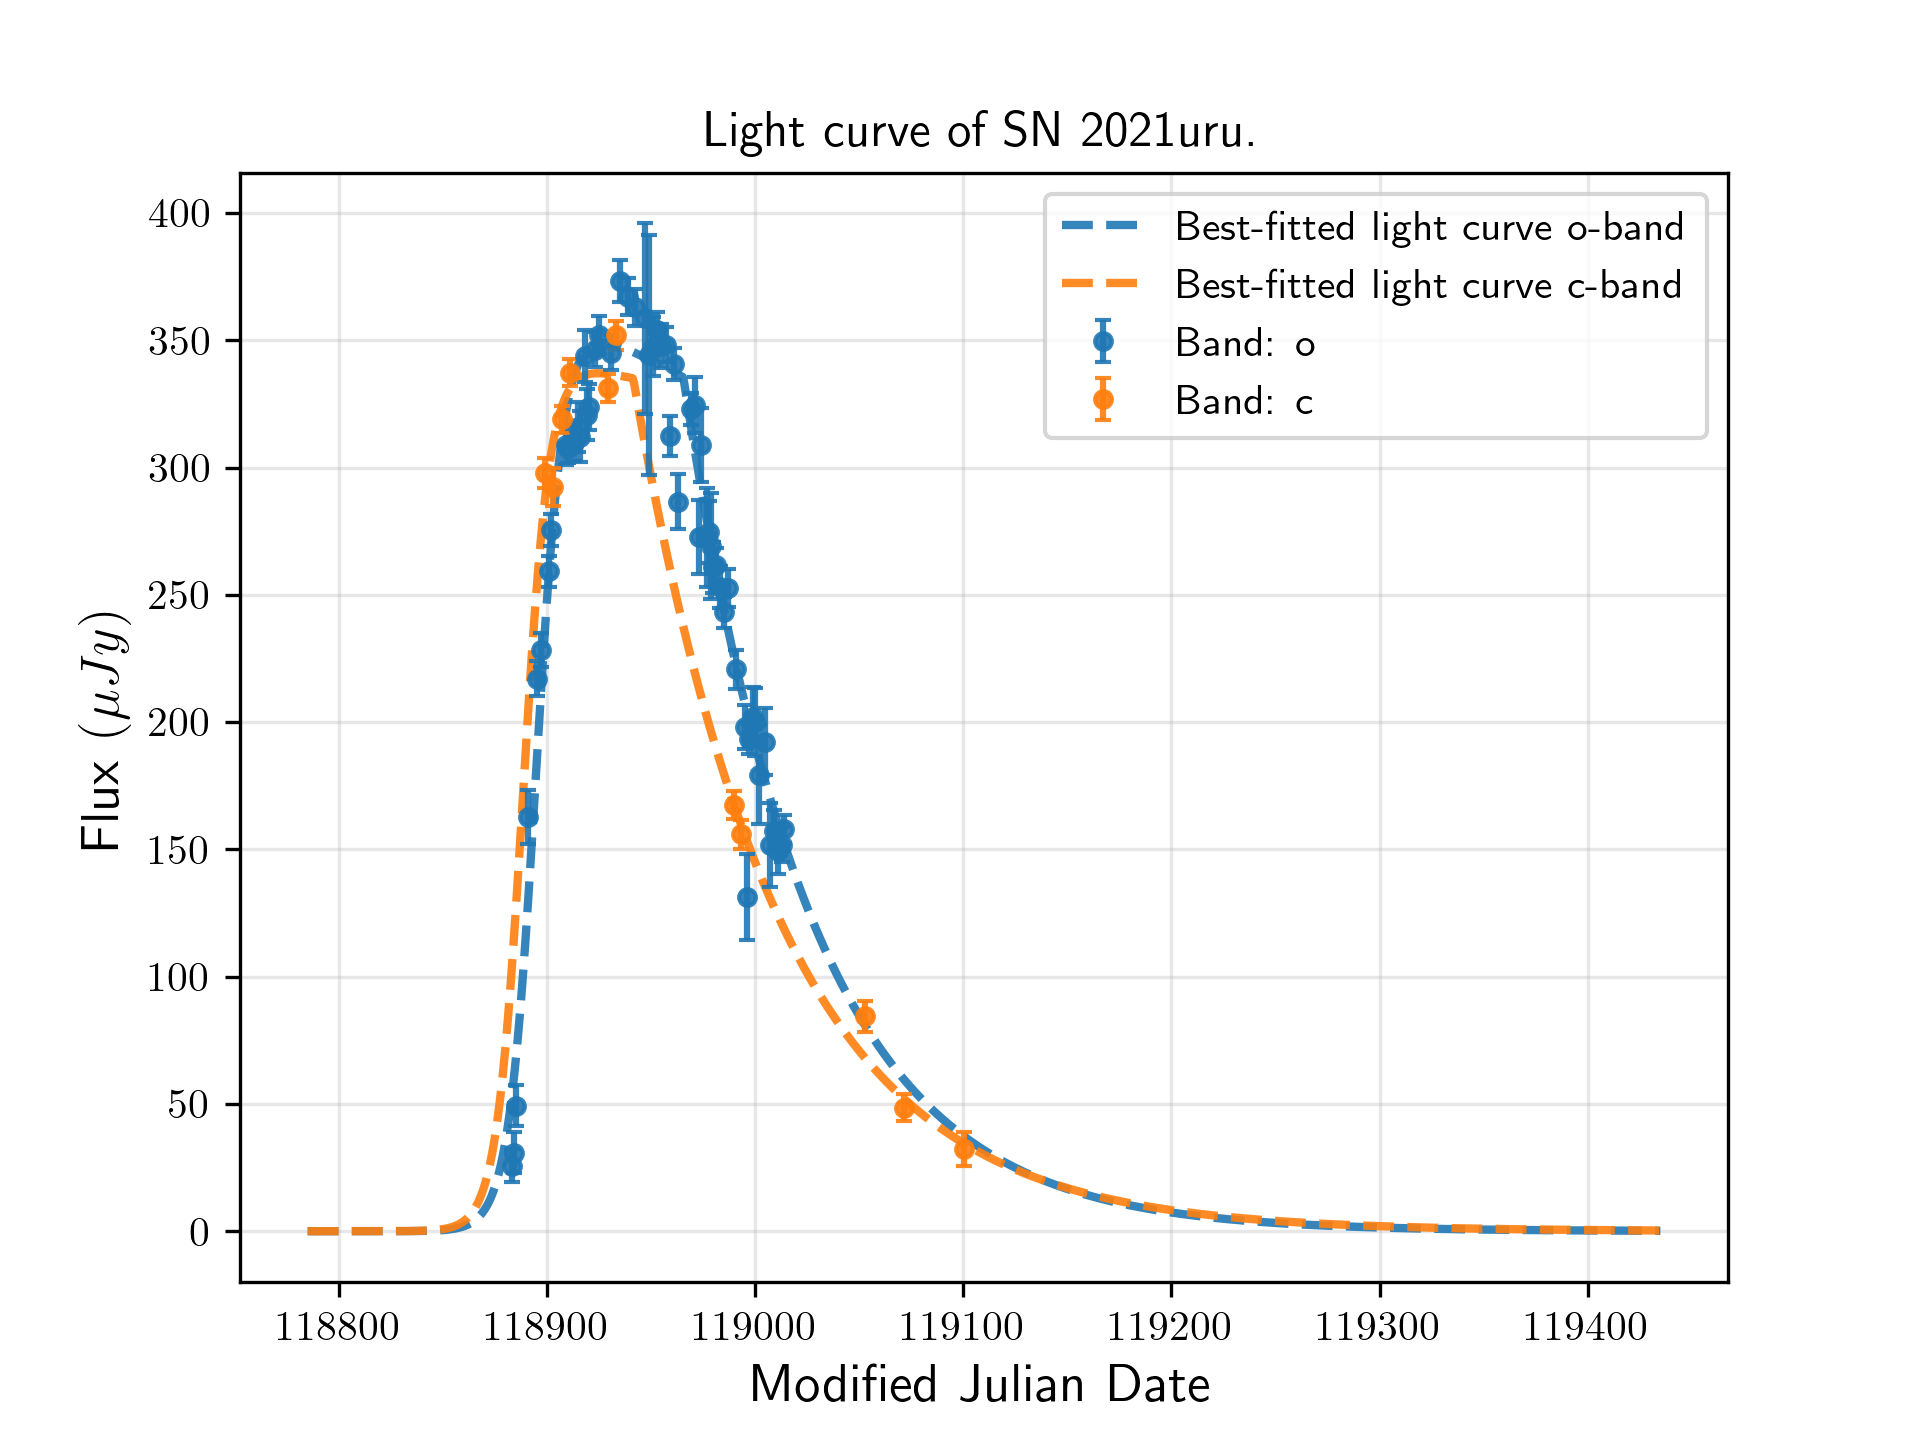 Light curve of SN 2021uru.
Best-fitted light curve o-band
Best-fitted light curve c-band
Band: o
Band: c
400
350
300
250
200
150
100
50
0
Flux (μJy)
118800 118900 119000 119100 119200 119300 119400
Modified Julian Date